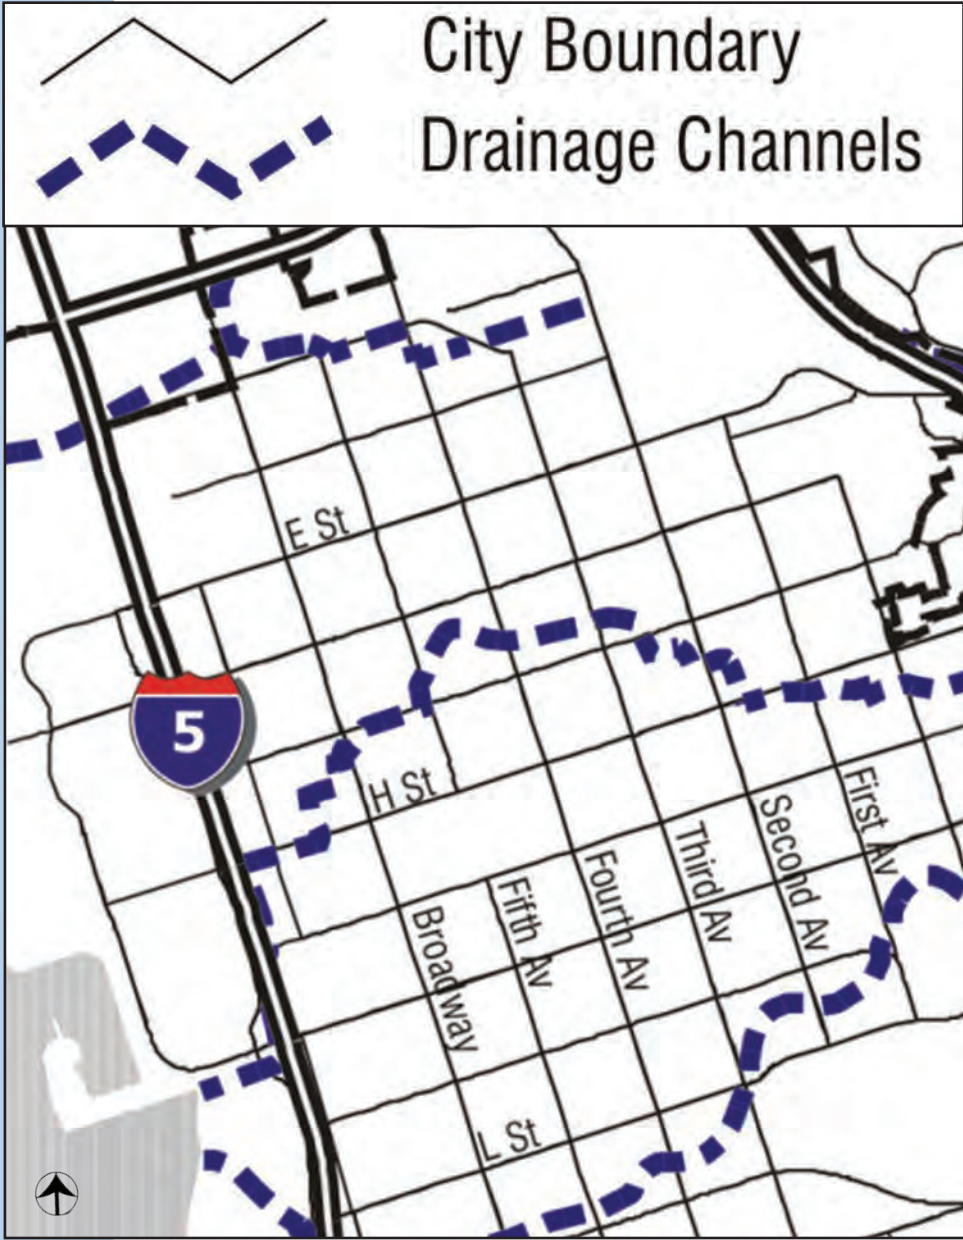 City Boundary
Drainage Channels
E St
5
H St
First Av
Second Av
Third Av
Fourth Av
Fifth Av
Broadway
L St